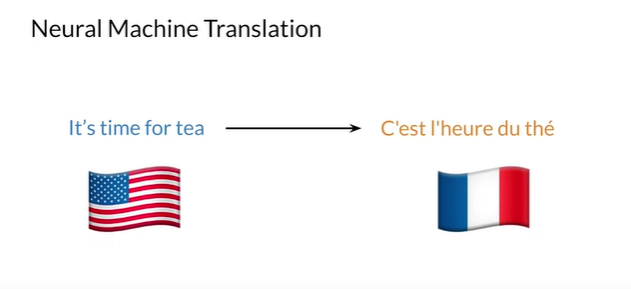 Neural Machine Translation
It’s time for tea
C'est l'heure du thé